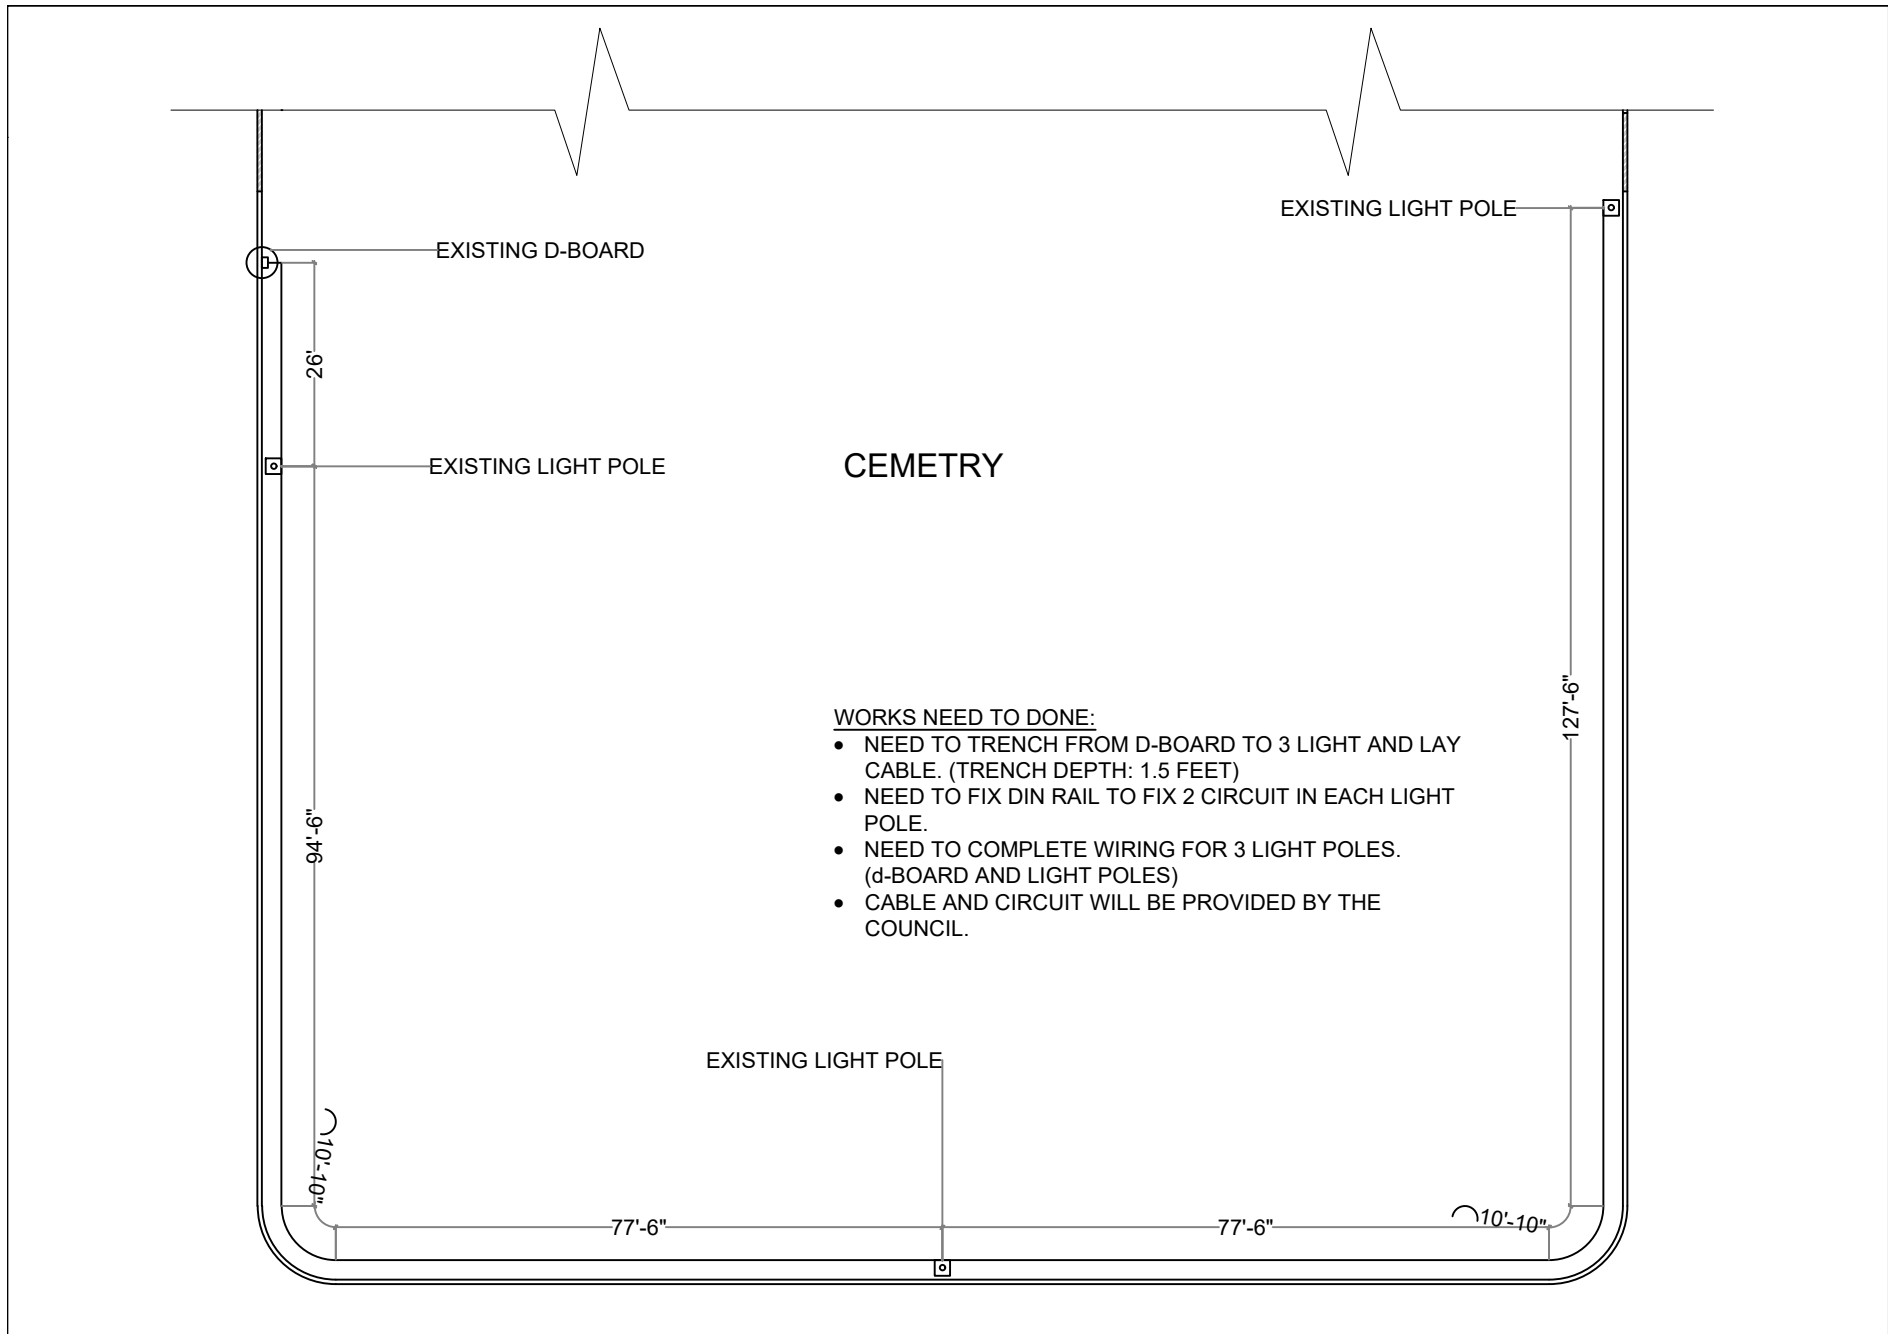 EXISTING LIGHT POLE
EXISTING D-BOARD
26'
EXISTING LIGHT POLE
CEMETRY
127'-6"
94'-6"
WORKS NEED TO DONE:
• NEED TO TRENCH FROM D-BOARD TO 3 LIGHT AND LAY
CABLE. (TRENCH DEPTH: 1.5 FEET)
• NEED TO FIX DIN RAIL TO FIX 2 CIRCUIT IN EACH LIGHT
POLE.
• NEED TO COMPLETE WIRING FOR 3 LIGHT POLES.
(d-BOARD AND LIGHT POLES)
• CABLE AND CIRCUIT WILL BE PROVIDED BY THE
COUNCIL.
EXISTING LIGHT POLE
10'-10"
77'-6"
77'-6"
10'-10"